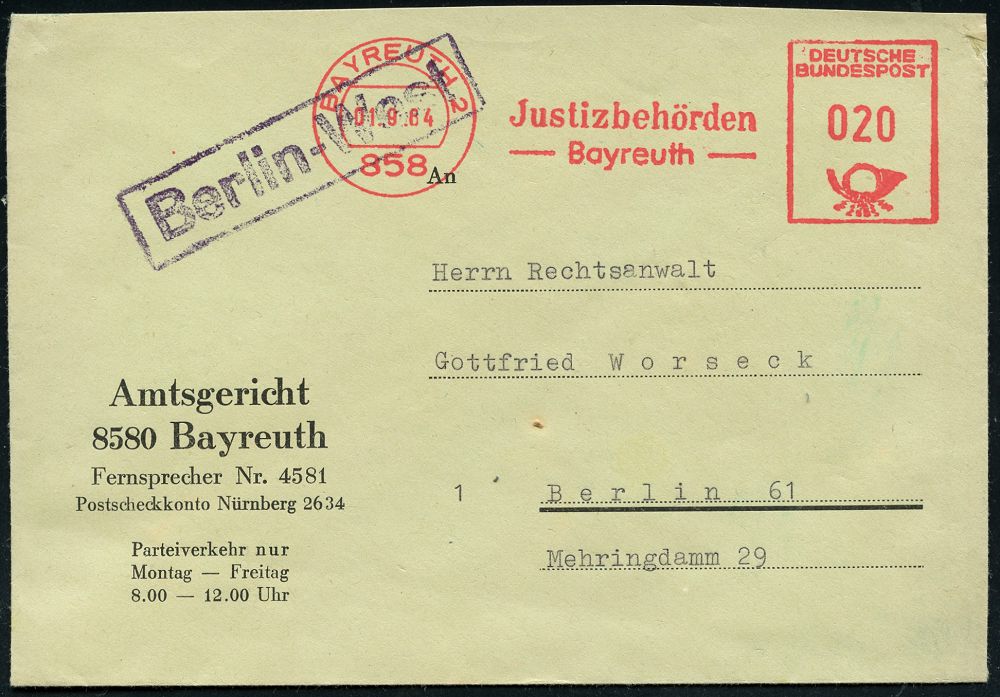 BAYREUTH 2
01.9.64
858
Berlin-West
Justizbehörden
— Bayreuth —
DEUTSCHE
BUNDESPOST
020
An
Herrn Rechtsanwalt
Gottfried W o r s e c k
1 B e r l i n 61
Mehringdamm 29
Amtsgericht
8580 Bayreuth
Fernsprecher Nr. 4581
Postscheckkonto Nürnberg 2634
Parteiverkehr nur
Montag — Freitag
8.00 — 12.00 Uhr